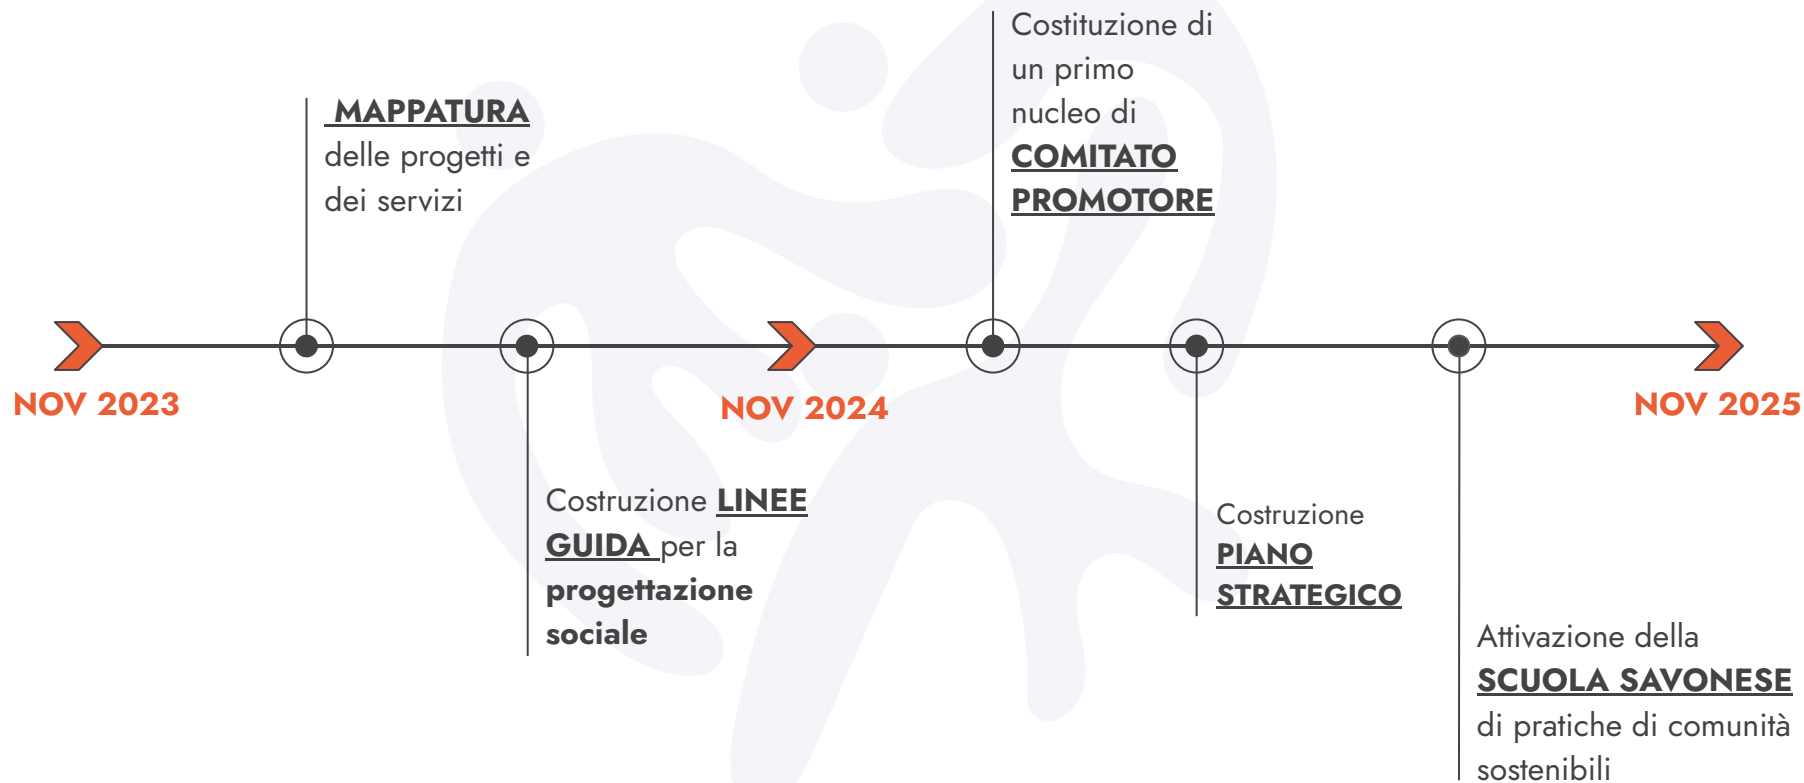 MAPPATURA
delle progetti e
dei servizi
Costituzione di
un primo
nucleo di
COMITATO
PROMOTORE
NOV 2023
NOV 2024
NOV 2025
Costruzione LINEE
GUIDA per la
progettazione
sociale
Costruzione
PIANO
STRATEGICO
Attivazione della
SCUOLA SAVONESE
di pratiche di comunità
sostenibili